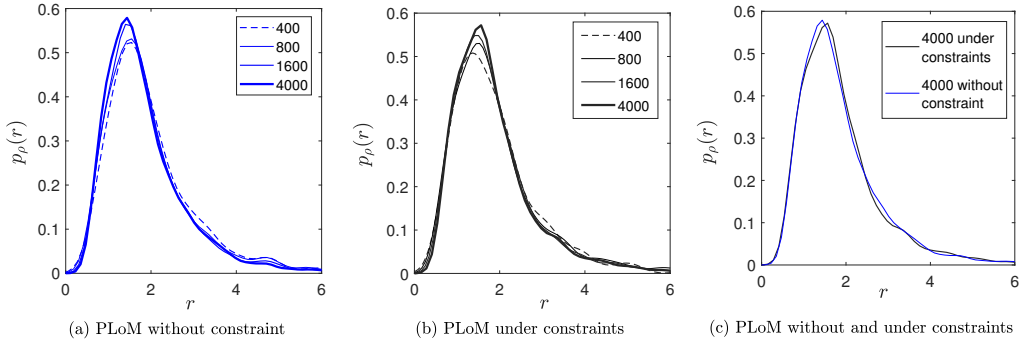 0.6
0.5
0.4
0.3
0.2
0.1
0
pρ(r)
400
800
1600
4000
0 2 4 6
r
(a) PLoM without constraint
0.6
0.5
0.4
0.3
0.2
0.1
0
pρ(r)
400
800
1600
4000
0 2 4 6
r
(b) PLoM under constraints
0.6
0.5
0.4
0.3
0.2
0.1
0
pρ(r)
4000 under
constraints
4000 without
constraint
0 2 4 6
r
(c) PLoM without and under constraints